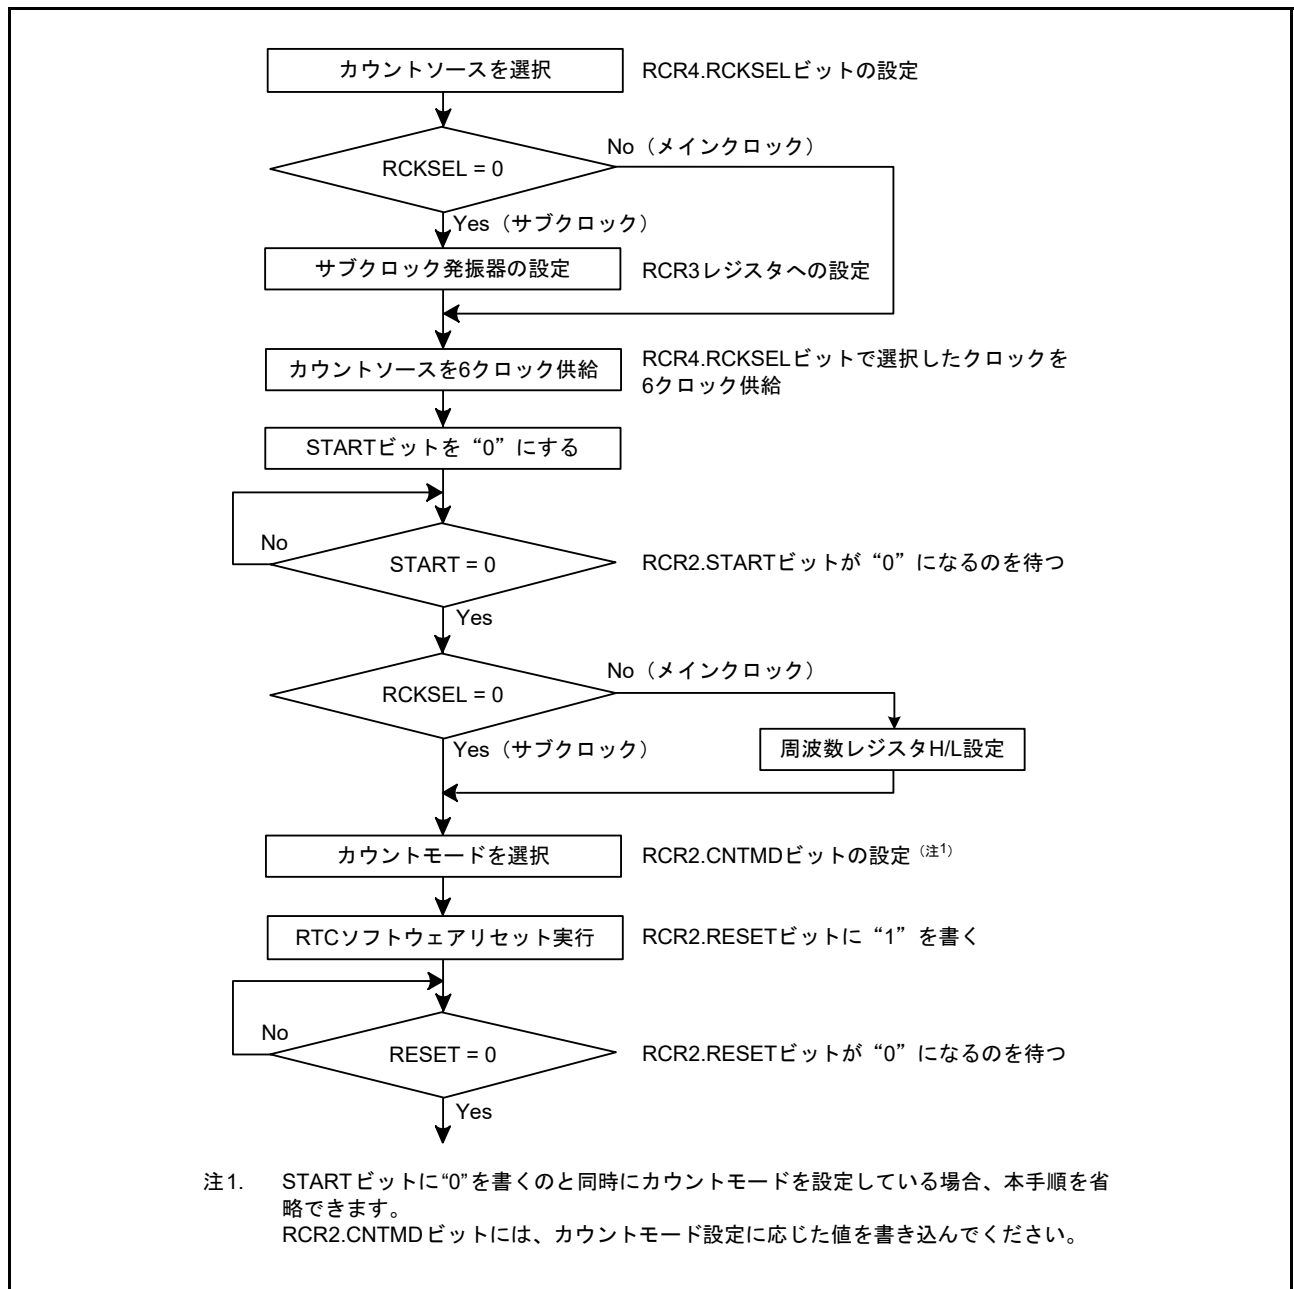 カウントソースを選択
RCR4.RCKSELビットの設定
No（メインクロック）
RCKSEL = 0
Yes（サブクロック）
サブクロック発振器の設定
RCR3レジスタへの設定
カウントソースを6クロック供給
RCR4.RCKSELビットで選択したクロックを
6クロック供給
STARTビットを“0”にする
No
START = 0
RCR2.STARTビットが“0”になるのを待つ
Yes
No（メインクロック）
RCKSEL = 0
Yes（サブクロック）
周波数レジスタH/L設定
カウントモードを選択
RCR2.CNTMDビットの設定（注1）
RTCソフトウェアリセット実行
RCR2.RESETビットに“1”を書く
No
RESET = 0
RCR2.RESETビットが“0”になるのを待つ
Yes
注1. STARTビットに“0”を書くのと同時にカウントモードを設定している場合、本手順を省
略できます。
RCR2.CNTMDビットには、カウントモード設定に応じた値を書き込んでください。